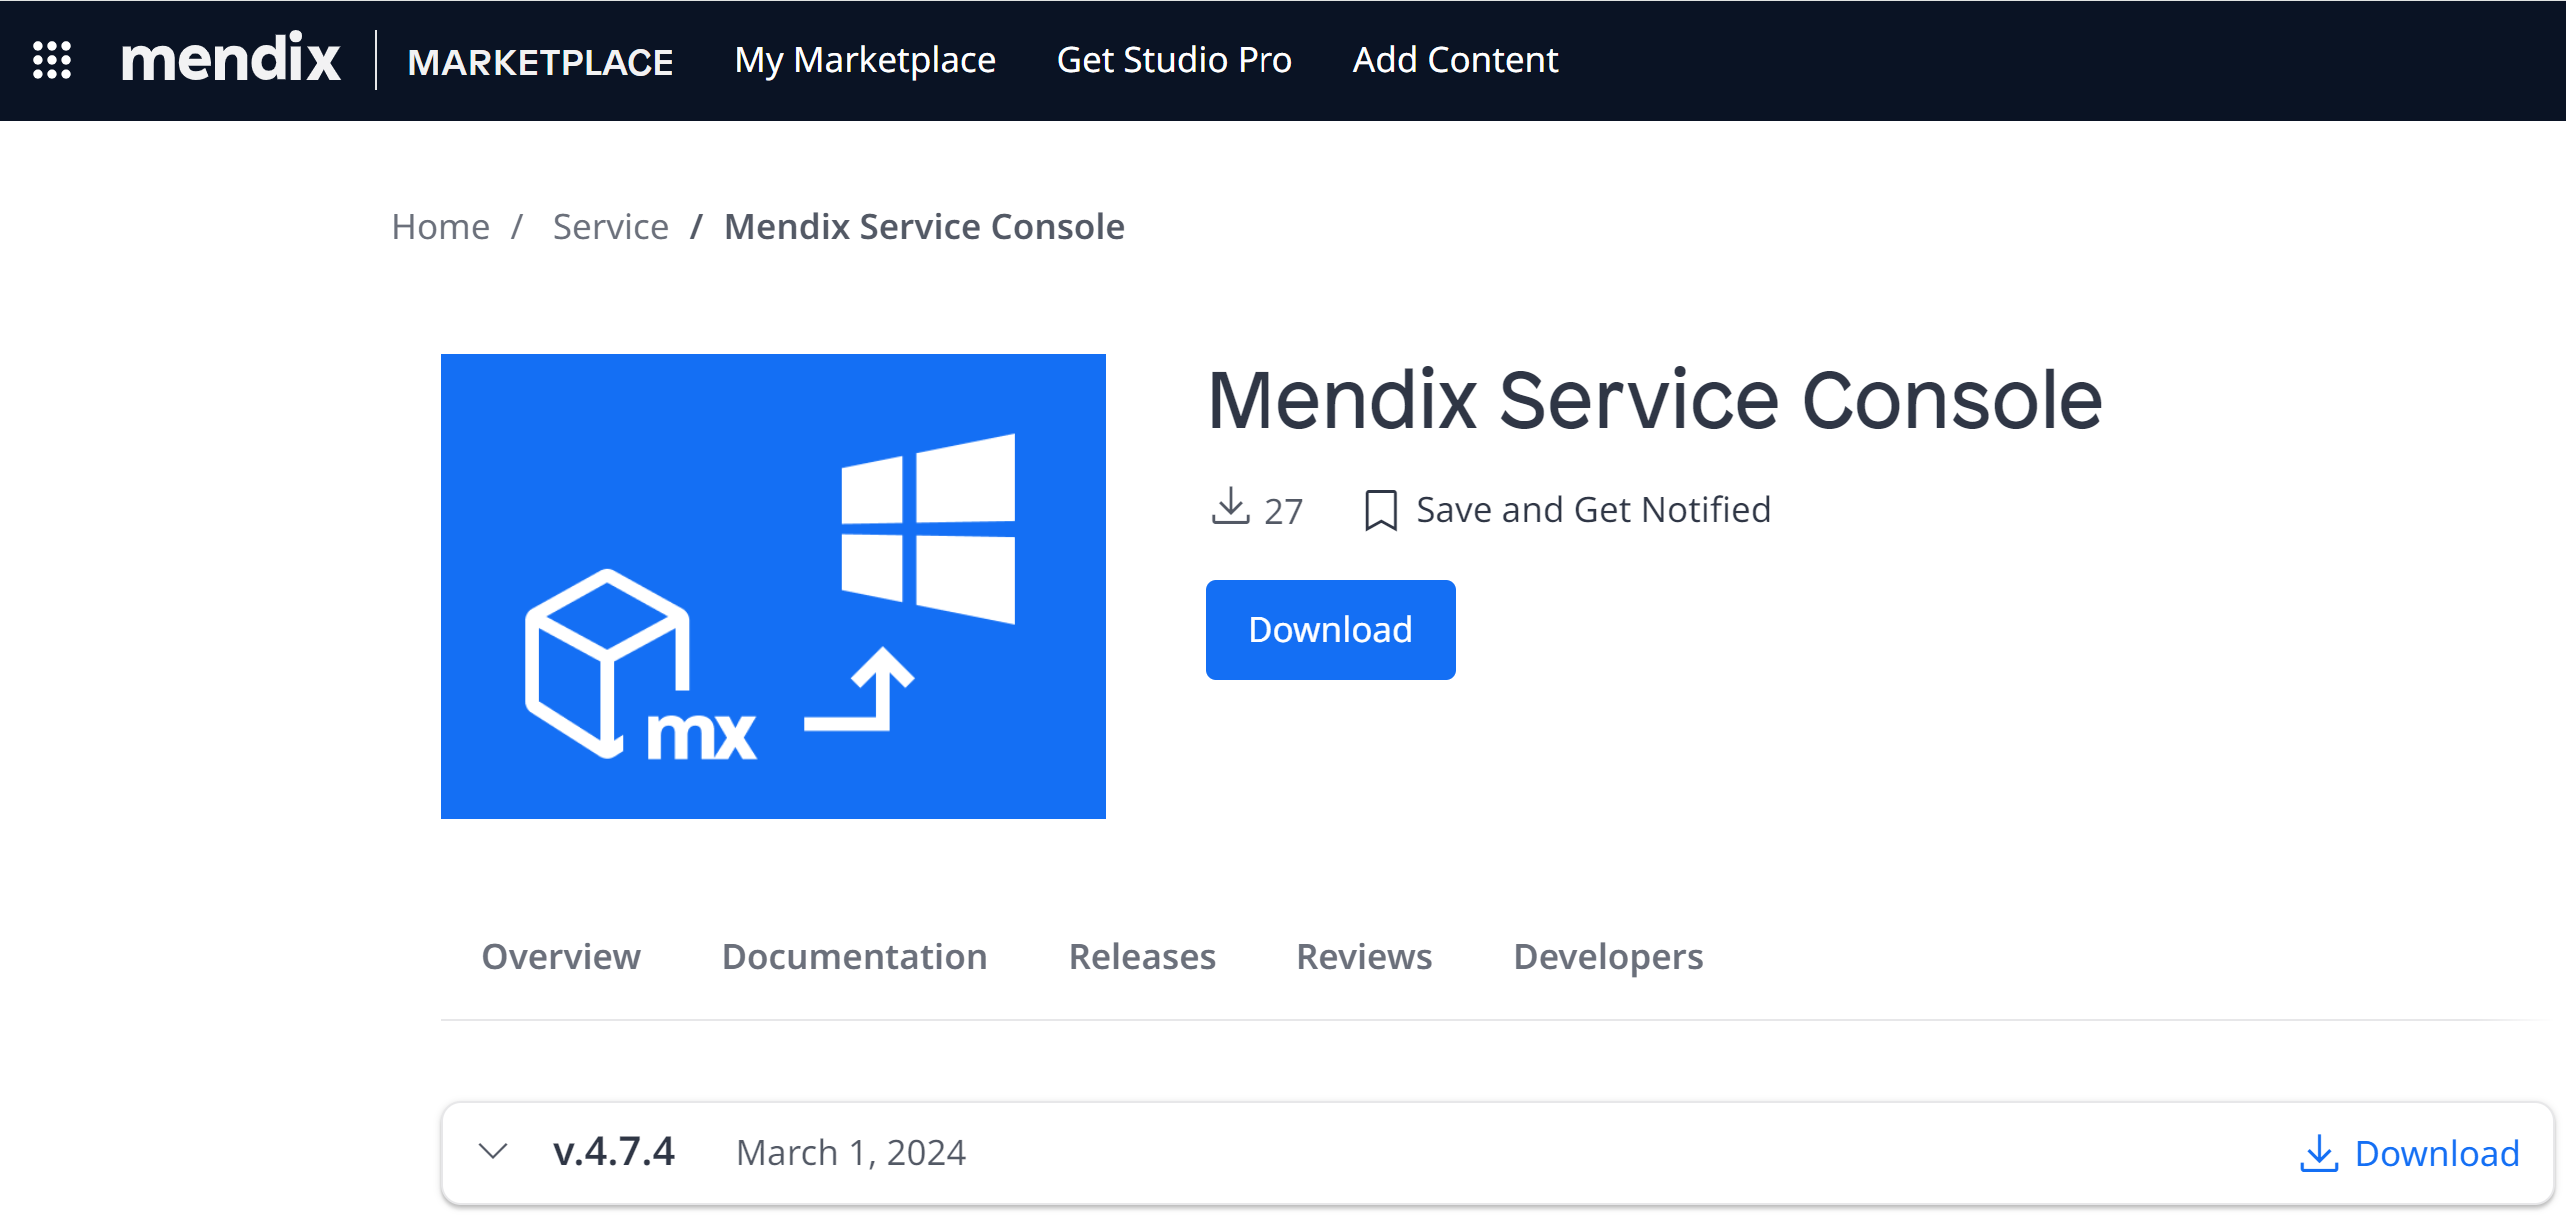 mendix MARKETPLACE My Marketplace Get Studio Pro Add Content
Home / Service / Mendix Service Console
Mendix Service Console
27 Save and Get Notified
Download
mx
Overview Documentation Releases Reviews Developers
v.4.7.4 March 1, 2024 Download